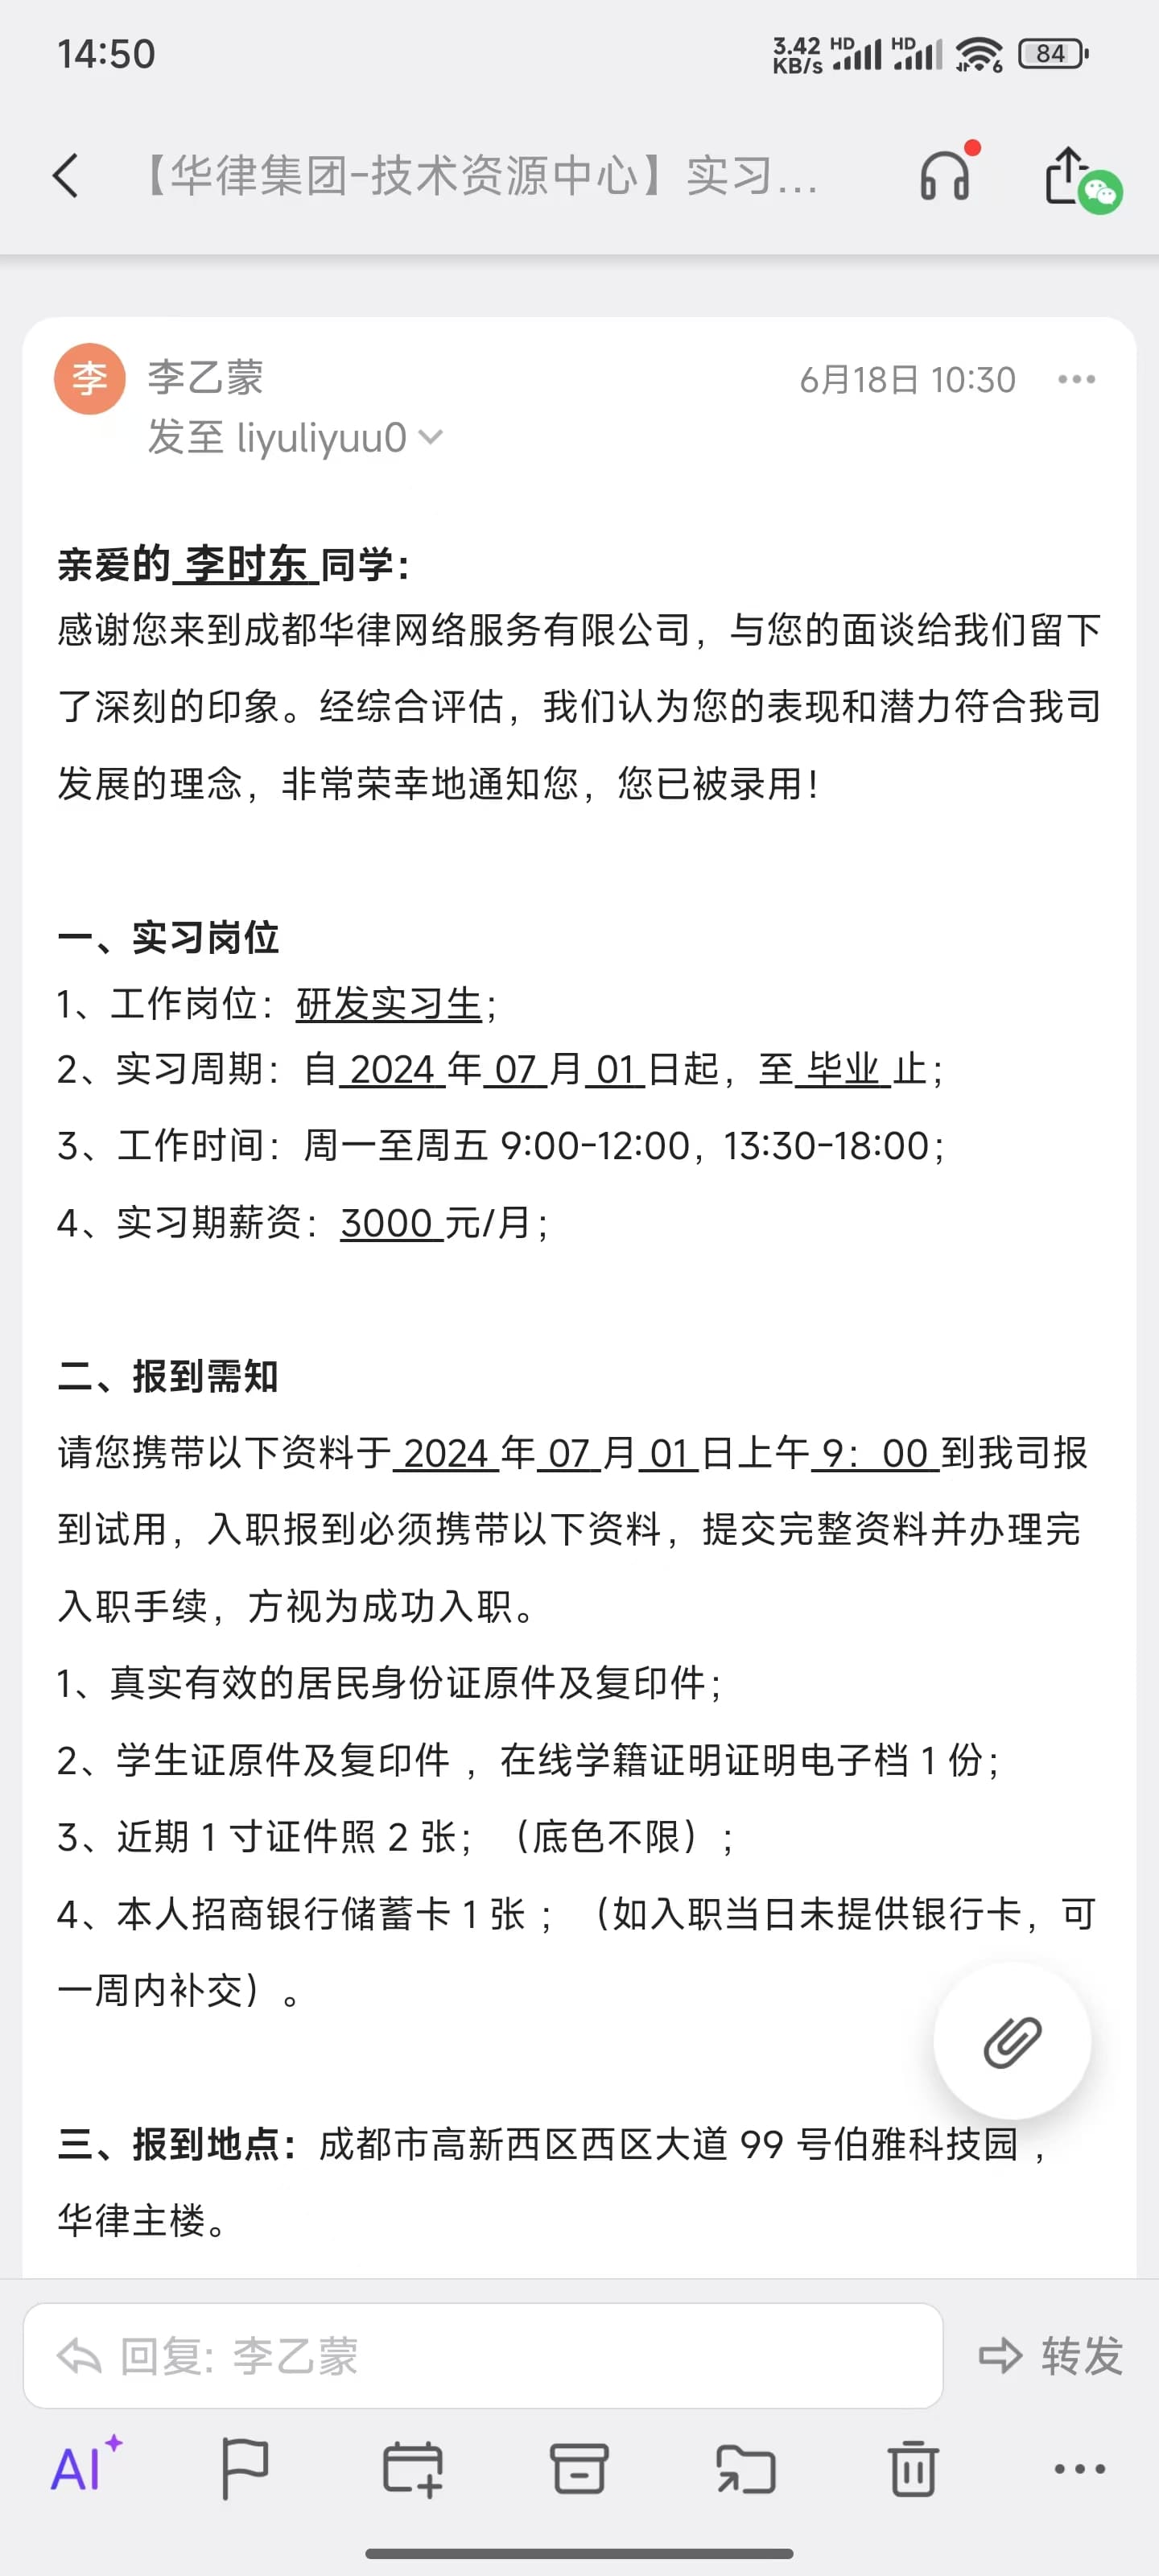 14:50
3.42 KB/s HD HD 6 84
【华律集团-技术资源中心】实习...
李 李乙蒙 6月18日 10:30
发至 liyuliyuu0
亲爱的 李时东 同学：
感谢您来到成都华律网络服务有限公司，与您的面谈给我们留下
了深刻的印象。经综合评估，我们认为您的表现和潜力符合我司
发展的理念，非常荣幸地通知您，您已被录用！
一、实习岗位
1、工作岗位：研发实习生；
2、实习周期：自 2024 年 07 月 01 日起，至 毕业 止；
3、工作时间：周一至周五 9:00-12:00，13:30-18:00；
4、实习期薪资：3000 元/月；
二、报到需知
请您携带以下资料于 2024 年 07 月 01 日上午 9：00 到我司报
到试用，入职报到必须携带以下资料，提交完整资料并办理完
入职手续，方视为成功入职。
1、真实有效的居民身份证原件及复印件；
2、学生证原件及复印件 ，在线学籍证明证明电子档 1 份；
3、近期 1 寸证件照 2 张；（底色不限）；
4、本人招商银行储蓄卡 1 张 ；（如入职当日未提供银行卡，可
一周内补交）。
三、报到地点：成都市高新西区西区大道 99 号伯雅科技园 ，
华律主楼。
回复: 李乙蒙
转发
AI